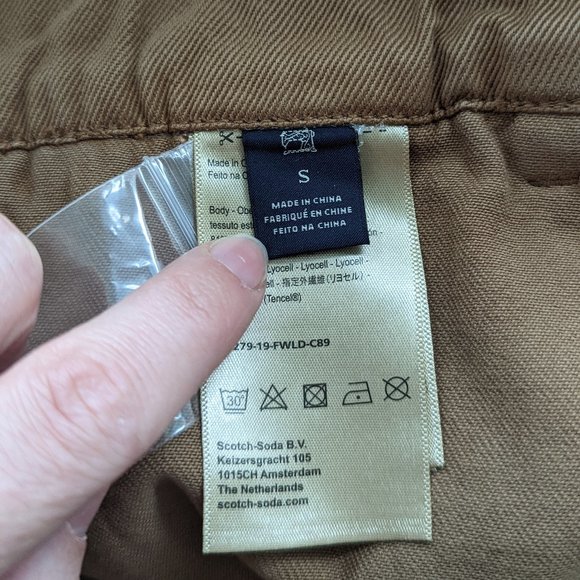 Made in
Feito na
S
MADE IN CHINA
FABRIQUÉ EN CHINE
FEITO NA CHINA
Body -
tessuto
Lyocell - Lyocell - Lyocell -
指定外繊維(リヨセル) -
(Tencel®)
279-19-FWLD-C89
30°
Scotch-Soda B.V.
Keizersgracht 105
1015CH Amsterdam
The Netherlands
scotch-soda.com